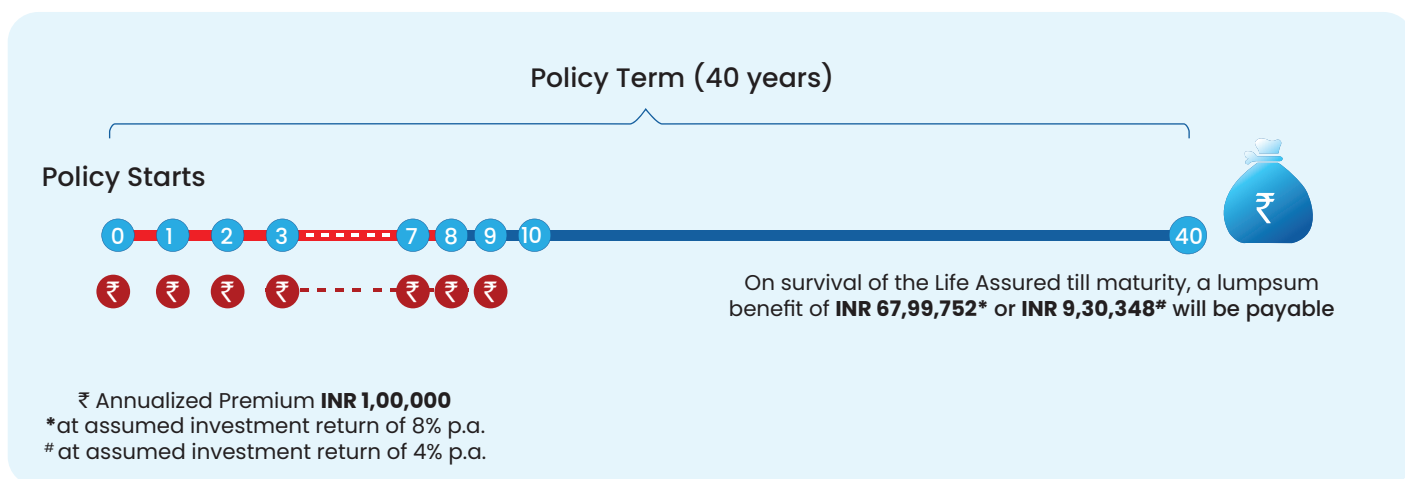 Policy Term (40 years)
Policy Starts
0 1 2 3 7 8 9 10 40 ₹
₹ ₹ ₹ ₹ ₹ ₹ ₹
On survival of the Life Assured till maturity, a lumpsum
benefit of INR 67,99,752* or INR 9,30,348# will be payable
₹ Annualized Premium INR 1,00,000
*at assumed investment return of 8% p.a.
# at assumed investment return of 4% p.a.